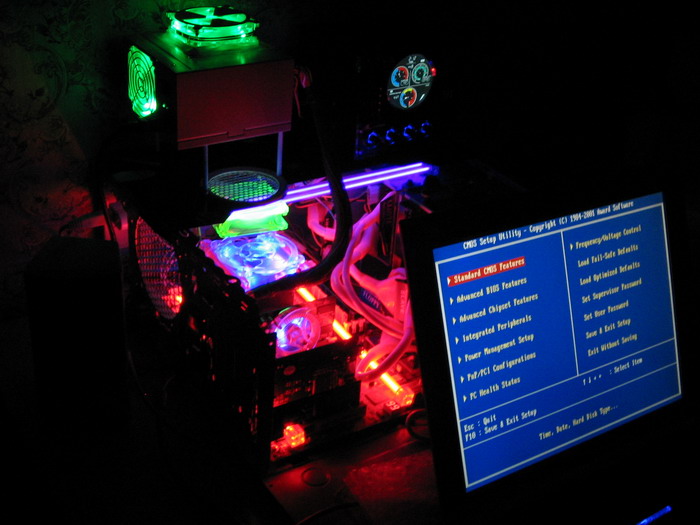 CMOS Setup Utility - Copyright (C) 1984-2001 Award Software
▶ Standard CMOS Features
▶ Advanced BIOS Features
▶ Advanced Chipset Features
▶ Integrated Peripherals
▶ Power Management Setup
▶ PnP/PCI Configurations
▶ PC Health Status
▶ Frequency/Voltage Control
Load Fail-Safe Defaults
Load Optimized Defaults
Set Supervisor Password
Set User Password
Save & Exit Setup
Exit Without Saving
Esc : Quit
F10 : Save & Exit Setup
↑ ↓ → ← : Select Item
Time, Date, Hard Disk Type...